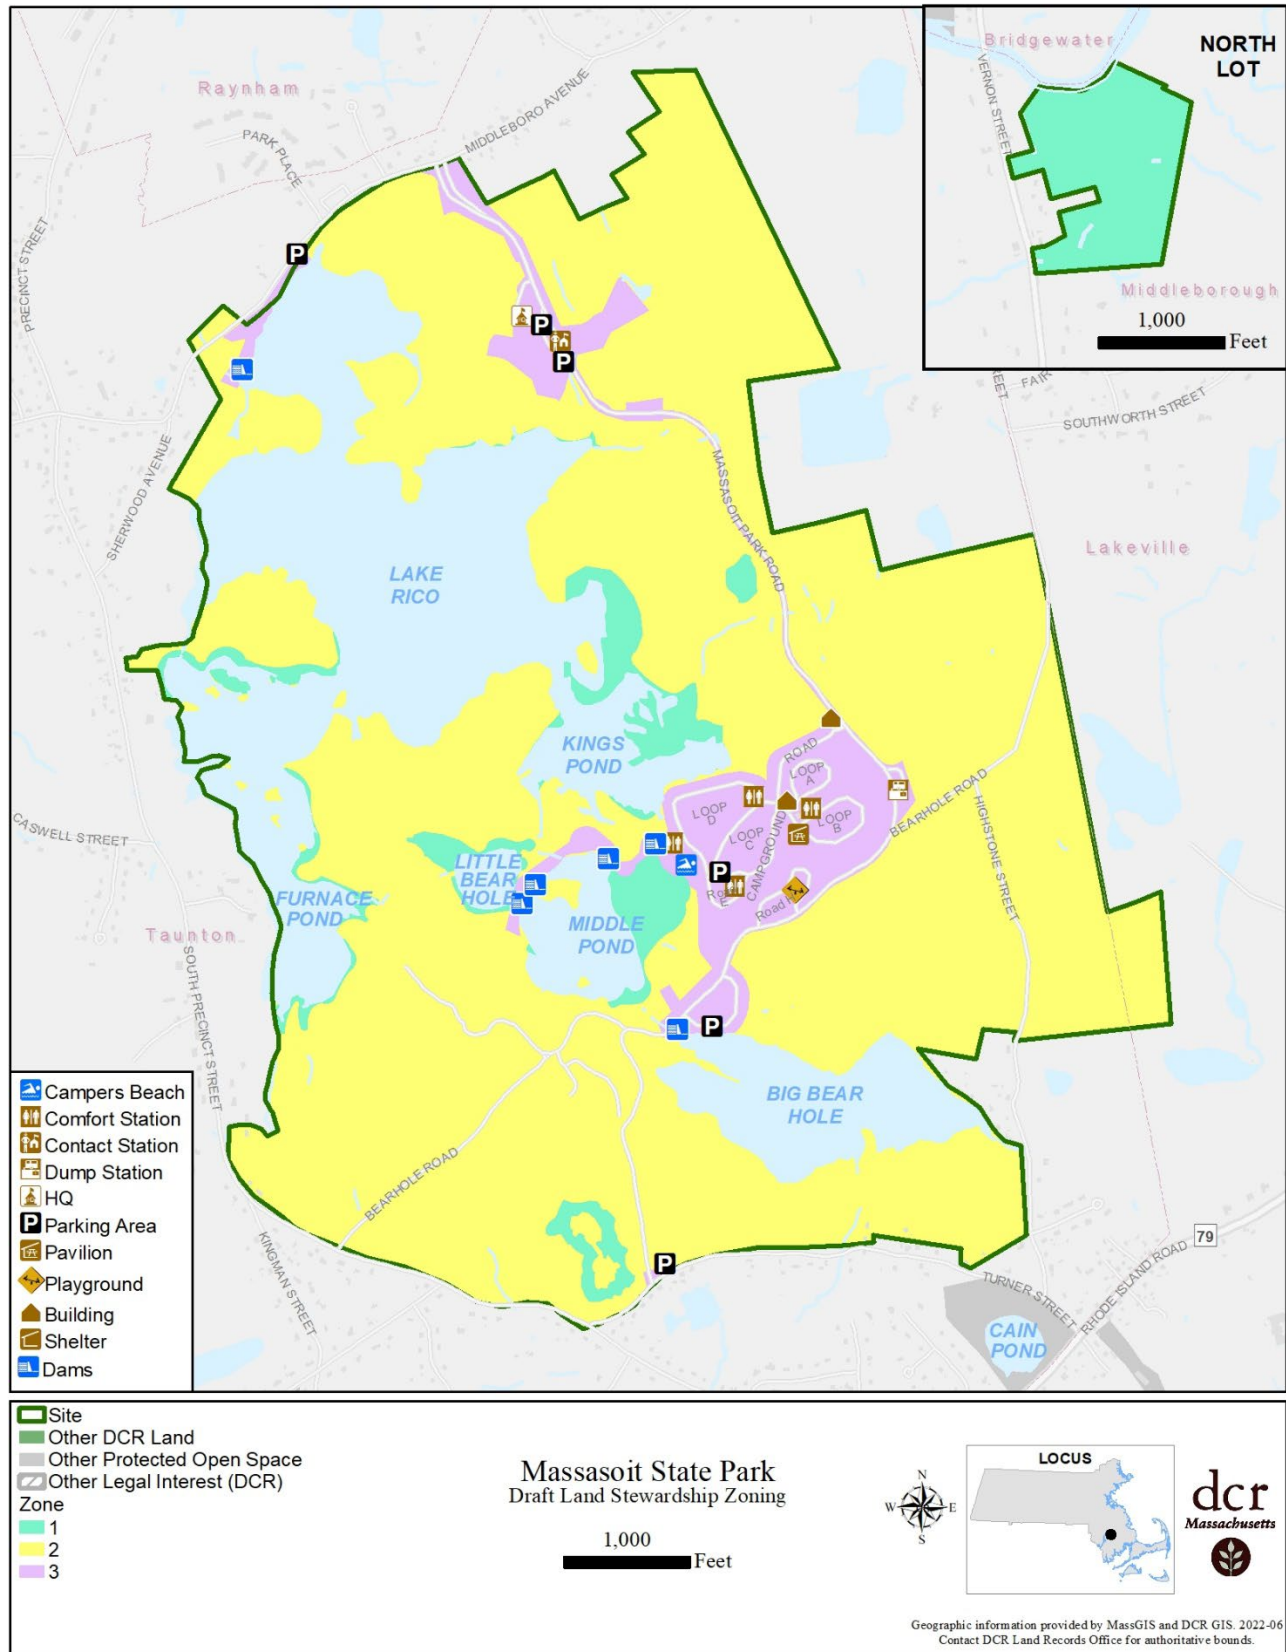 Bridgewater
NORTH
LOT
VERNON STREET
Middleborough
1,000
Feet
Raynham
PARK PLACE
MIDDLEBORO AVENUE
PRECINCT STREET
P
P
P
SHERWOOD AVENUE
STREET
FAIR
SOUTHWORTH STREET
MASSASOIT PARK ROAD
Lakeville
LAKE
RICO
KINGS
POND
ROAD
LOOP
A
LOOP
B
LOOP
D
LOOP
C
CAMPGROUND
BEARHOLE ROAD
HIGHSTONE STREET
CASWELL STREET
LITTLE
BEAR
HOLE
P
Road
FURNACE
POND
MIDDLE
POND
Taunton
SOUTH PRECINCT STREET
P
BIG BEAR
HOLE
BEARHOLE ROAD
KINGMAN STREET
P
79
TURNER STREET
RHODE ISLAND ROAD
CAIN
POND
Campers Beach
Comfort Station
Contact Station
Dump Station
HQ
P Parking Area
Pavilion
Playground
Building
Shelter
Dams
Site
Other DCR Land
Other Protected Open Space
Other Legal Interest (DCR)
Zone
1
2
3
Massasoit State Park
Draft Land Stewardship Zoning
1,000
Feet
N
W E
S
LOCUS
dcr
Massachusetts
Geographic information provided by MassGIS and DCR GIS. 2022-06
Contact DCR Land Records Office for authoritative bounds.